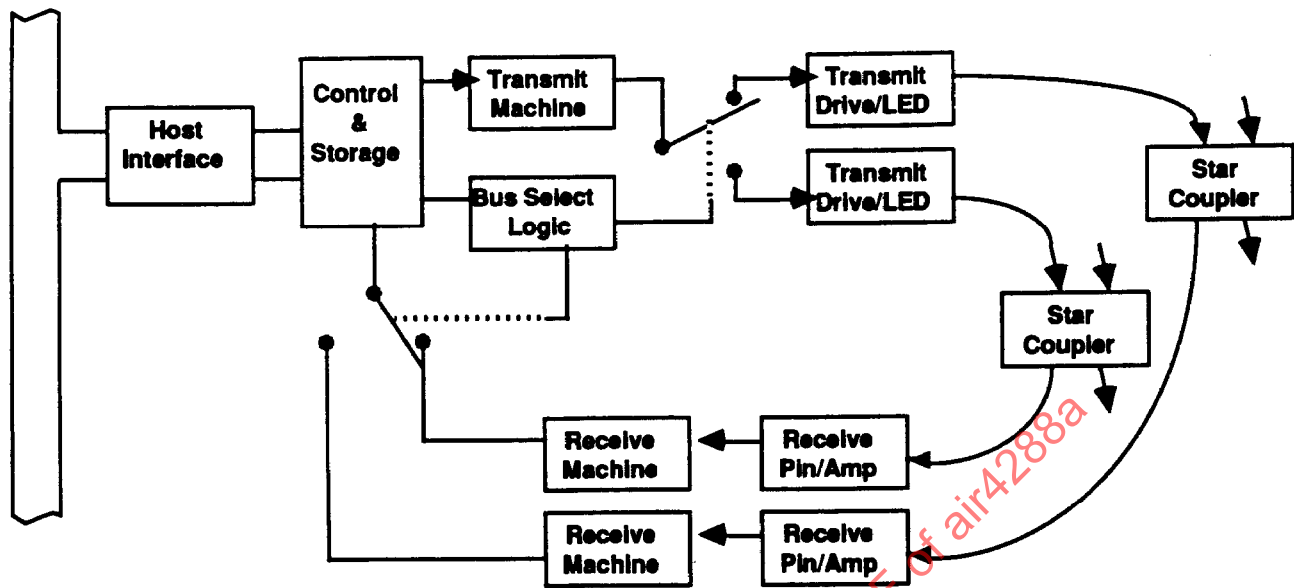 Host
Interface
Control
&
Storage
Transmit
Machine
Bus Select
Logic
Transmit
Drive/LED
Transmit
Drive/LED
Star
Coupler
Star
Coupler
Receive
Machine
Receive
Pin/Amp
Receive
Machine
Receive
Pin/Amp
of air4288a